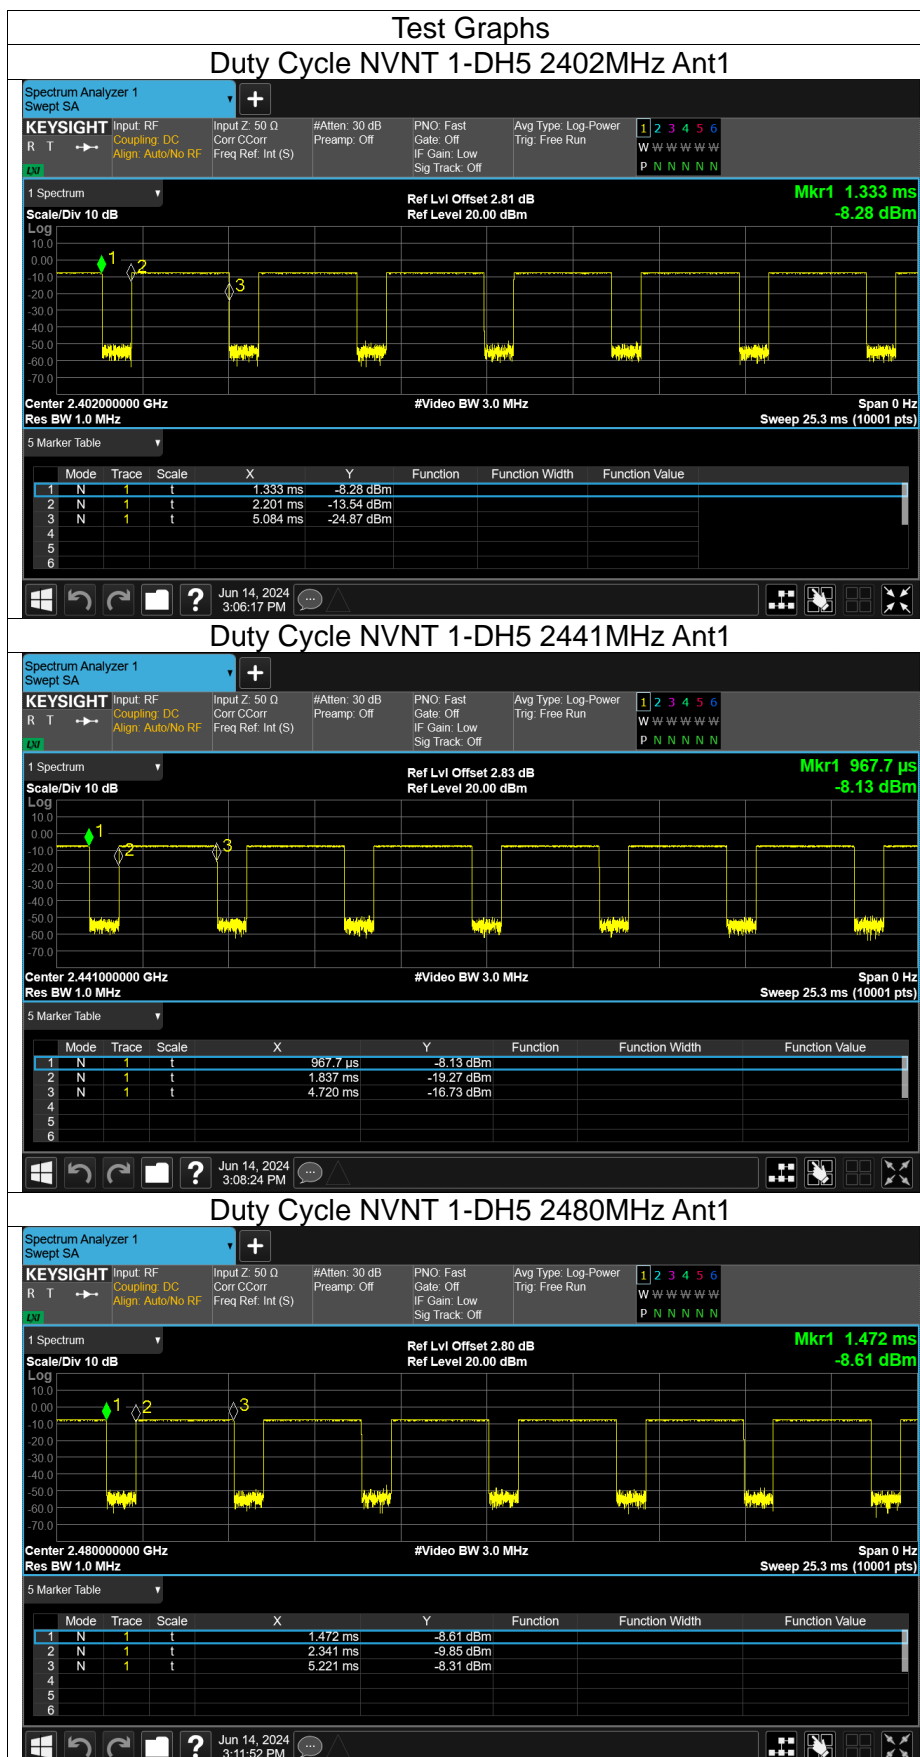 Test Graphs
Duty Cycle NVNT 1-DH5 2402MHz Ant1
Spectrum Analyzer 1
Swept SA
+
KEYSIGHT Input: RF Input Z: 50 Ω #Atten: 30 dB PNO: Fast Avg Type: Log-Power 1 2 3 4 5 6
R T Coupling: DC Corr CCorr Preamp: Off Gate: Off Trig: Free Run W W W W W W
Align: Auto/No RF Freq Ref: Int (S) IF Gain: Low P N N N N N
LXI Sig Track: Off
1 Spectrum Ref Lvl Offset 2.81 dB Mkr1 1.333 ms
Scale/Div 10 dB Ref Level 20.00 dBm -8.28 dBm
Log
10.0
0.00
-10.0
-20.0
-30.0
-40.0
-50.0
-60.0
-70.0
1
2
3
Center 2.402000000 GHz #Video BW 3.0 MHz Span 0 Hz
Res BW 1.0 MHz Sweep 25.3 ms (10001 pts)
5 Marker Table
Mode Trace Scale X Y Function Function Width Function Value
1 N 1 t 1.333 ms -8.28 dBm
2 N 1 t 2.201 ms -13.54 dBm
3 N 1 t 5.084 ms -24.87 dBm
4
5
6
? Jun 14, 2024
3:06:17 PM
Duty Cycle NVNT 1-DH5 2441MHz Ant1
Spectrum Analyzer 1
Swept SA
+
KEYSIGHT Input: RF Input Z: 50 Ω #Atten: 30 dB PNO: Fast Avg Type: Log-Power 1 2 3 4 5 6
R T Coupling: DC Corr CCorr Preamp: Off Gate: Off Trig: Free Run W W W W W W
Align: Auto/No RF Freq Ref: Int (S) IF Gain: Low P N N N N N
LXI Sig Track: Off
1 Spectrum Ref Lvl Offset 2.83 dB Mkr1 967.7 µs
Scale/Div 10 dB Ref Level 20.00 dBm -8.13 dBm
Log
10.0
0.00
-10.0
-20.0
-30.0
-40.0
-50.0
-60.0
-70.0
1
2
3
Center 2.441000000 GHz #Video BW 3.0 MHz Span 0 Hz
Res BW 1.0 MHz Sweep 25.3 ms (10001 pts)
5 Marker Table
Mode Trace Scale X Y Function Function Width Function Value
1 N 1 t 967.7 µs -8.13 dBm
2 N 1 t 1.837 ms -19.27 dBm
3 N 1 t 4.720 ms -16.73 dBm
4
5
6
? Jun 14, 2024
3:08:24 PM
Duty Cycle NVNT 1-DH5 2480MHz Ant1
Spectrum Analyzer 1
Swept SA
+
KEYSIGHT Input: RF Input Z: 50 Ω #Atten: 30 dB PNO: Fast Avg Type: Log-Power 1 2 3 4 5 6
R T Coupling: DC Corr CCorr Preamp: Off Gate: Off Trig: Free Run W W W W W W
Align: Auto/No RF Freq Ref: Int (S) IF Gain: Low P N N N N N
LXI Sig Track: Off
1 Spectrum Ref Lvl Offset 2.80 dB Mkr1 1.472 ms
Scale/Div 10 dB Ref Level 20.00 dBm -8.61 dBm
Log
10.0
0.00
-10.0
-20.0
-30.0
-40.0
-50.0
-60.0
-70.0
1
2
3
Center 2.480000000 GHz #Video BW 3.0 MHz Span 0 Hz
Res BW 1.0 MHz Sweep 25.3 ms (10001 pts)
5 Marker Table
Mode Trace Scale X Y Function Function Width Function Value
1 N 1 t 1.472 ms -8.61 dBm
2 N 1 t 2.341 ms -9.85 dBm
3 N 1 t 5.221 ms -8.31 dBm
4
5
6
? Jun 14, 2024
3:11:52 PM